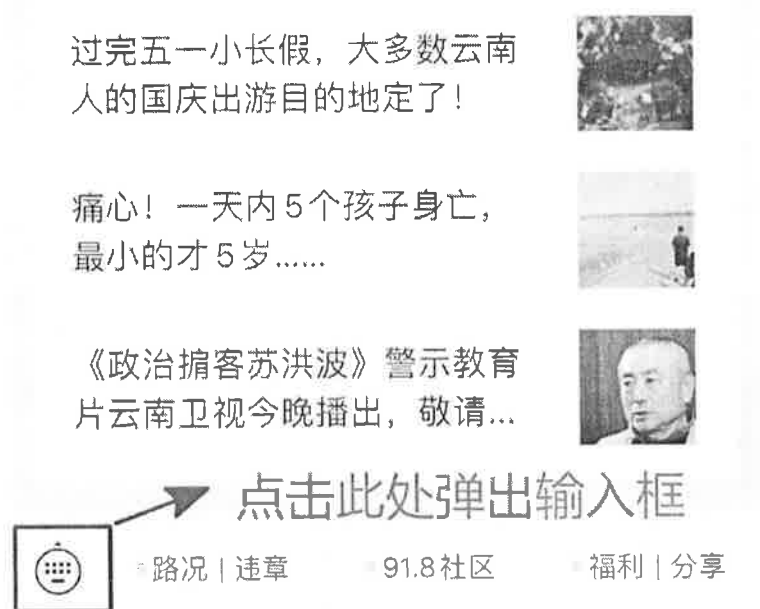 过完五一小长假，大多数云南
人的国庆出游目的地定了！
痛心！一天内5个孩子身亡，
最小的才5岁......
《政治掮客苏洪波》警示教育
片云南卫视今晚播出，敬请...
点击此处弹出输入框
路况|违章
91.8社区
福利|分享